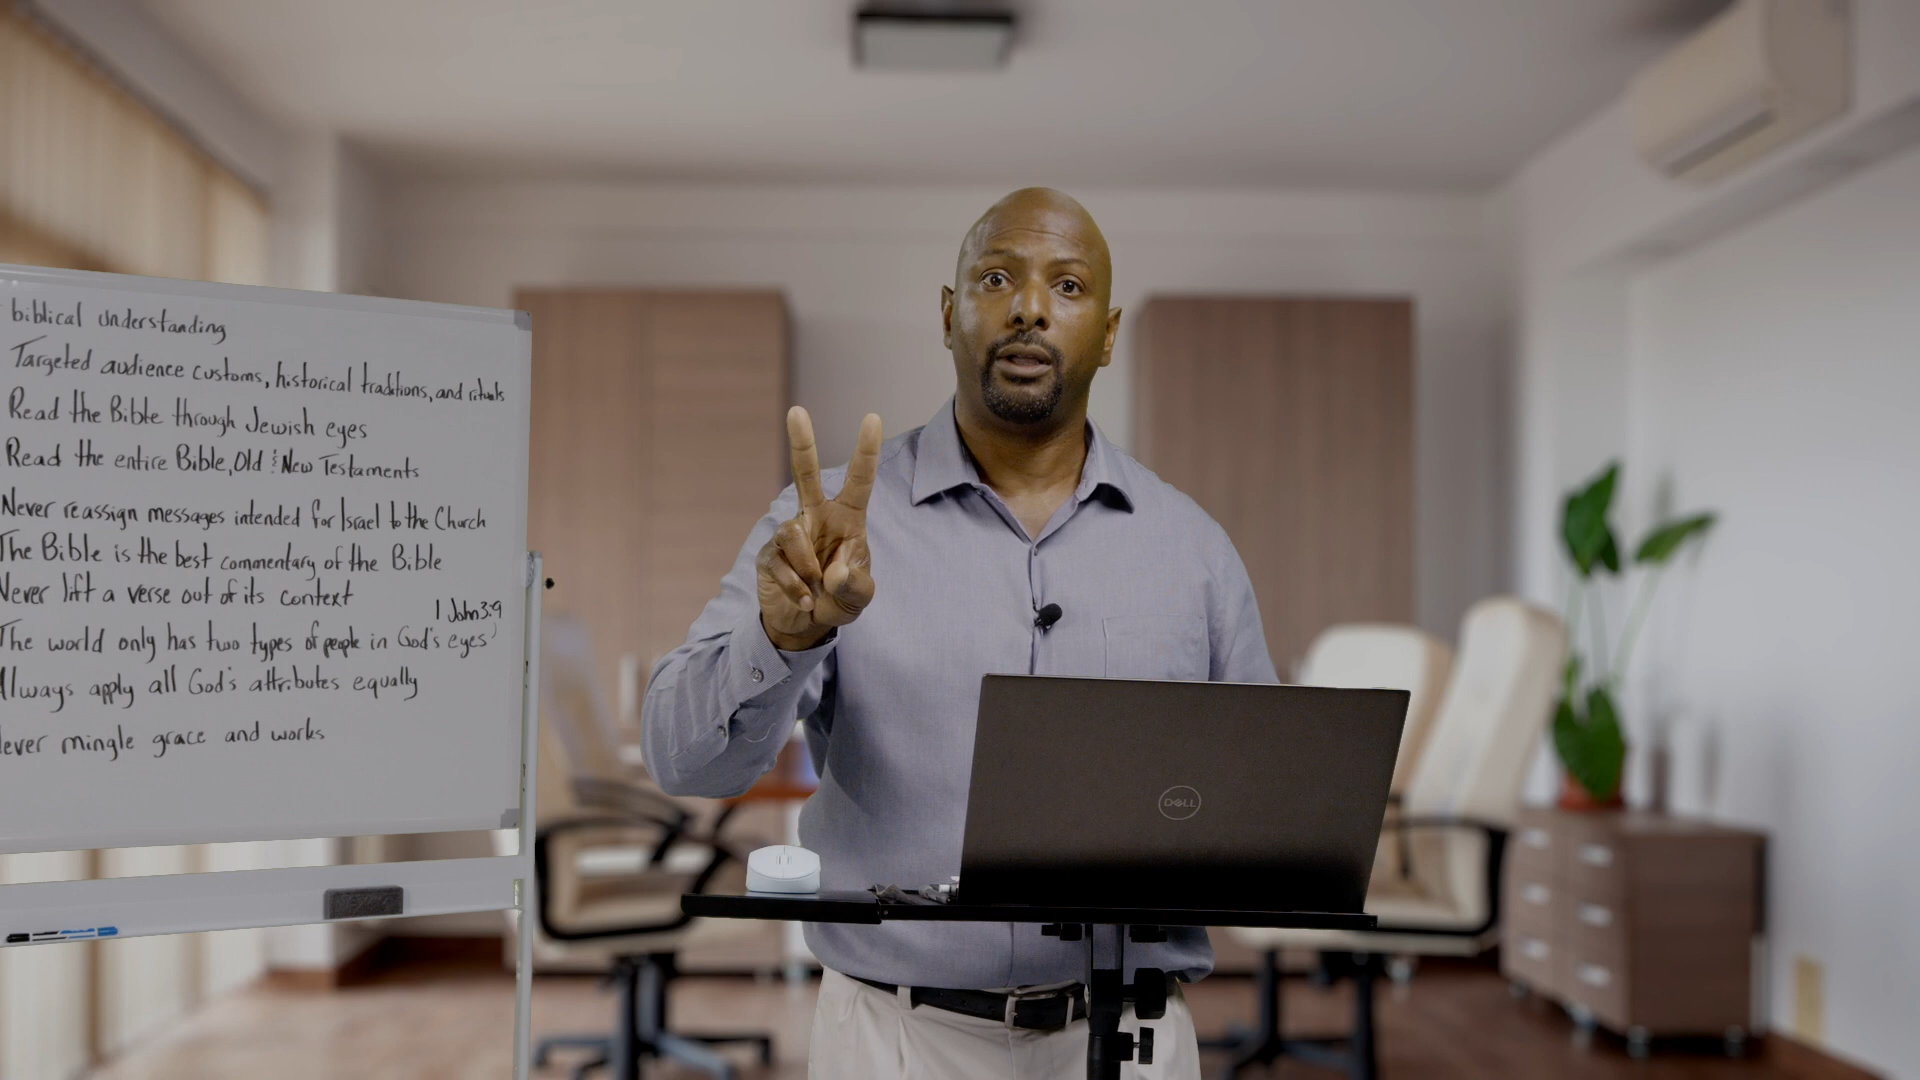 biblical understanding
Targeted audience customs, historical traditions, and rituals
Read the Bible through Jewish eyes
Read the entire Bible, Old & New Testaments
Never reassign messages intended for Israel to the Church
The Bible is the best commentary of the Bible
Never lift a verse out of its context
1 John 3:9
The world only has two types of people in God's eyes
Always apply all God's attributes equally
ever mingle grace and works
DELL